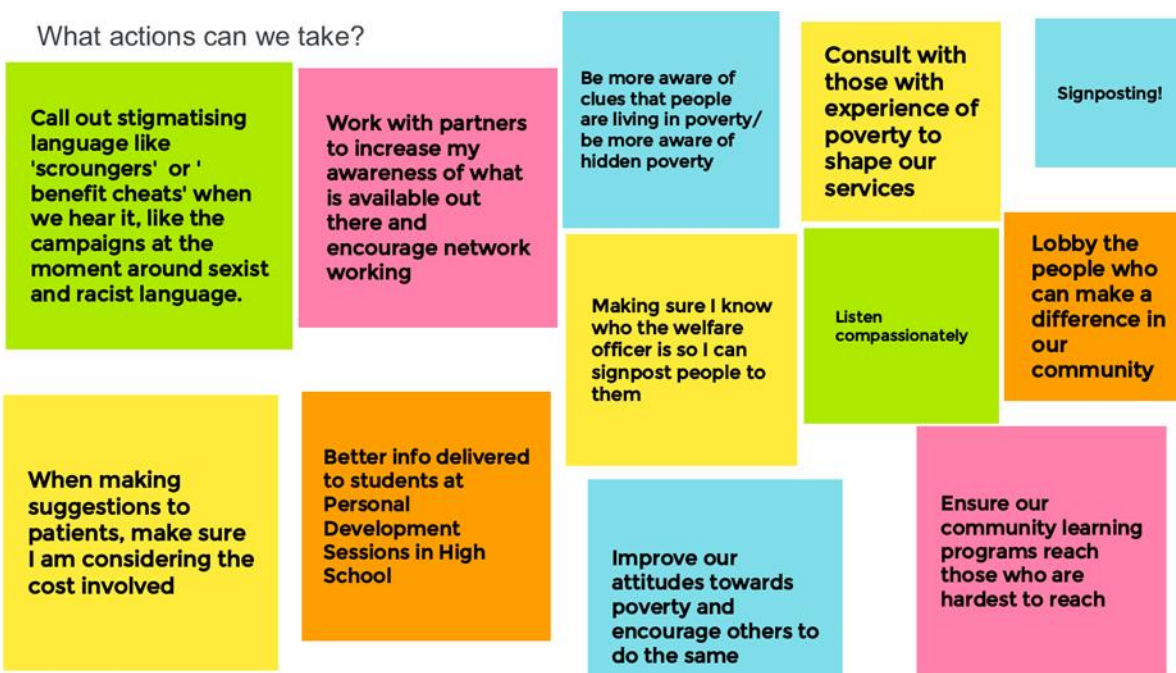 What actions can we take?
Call out stigmatising
language like
'scroungers' or '
benefit cheats' when
we hear it, like the
campaigns at the
moment around sexist
and racist language.
Work with partners
to increase my
awareness of what
is available out
there and
encourage network
working
Be more aware of
clues that people
are living in poverty/
be more aware of
hidden poverty
Consult with
those with
experience of
poverty to
shape our
services
Signposting!
Making sure I know
who the welfare
officer is so I can
signpost people to
them
Listen
compassionately
Lobby the
people who
can make a
difference in
our
community
When making
suggestions to
patients, make sure
I am considering the
cost involved
Better info delivered
to students at
Personal
Development
Sessions in High
School
Improve our
attitudes towards
poverty and
encourage others to
do the same
Ensure our
community learning
programs reach
those who are
hardest to reach